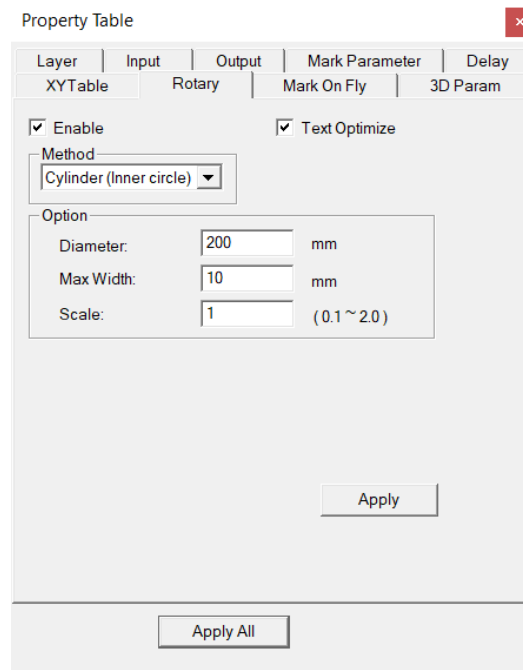 Property Table
Layer Input Output Mark Parameter Delay
XYTable Rotary Mark On Fly 3D Param
Enable Text Optimize
Method
Cylinder (Inner circle)
Option
Diameter: 200 mm
Max Width: 10 mm
Scale: 1 ( 0.1 ~ 2.0 )
Apply
Apply All